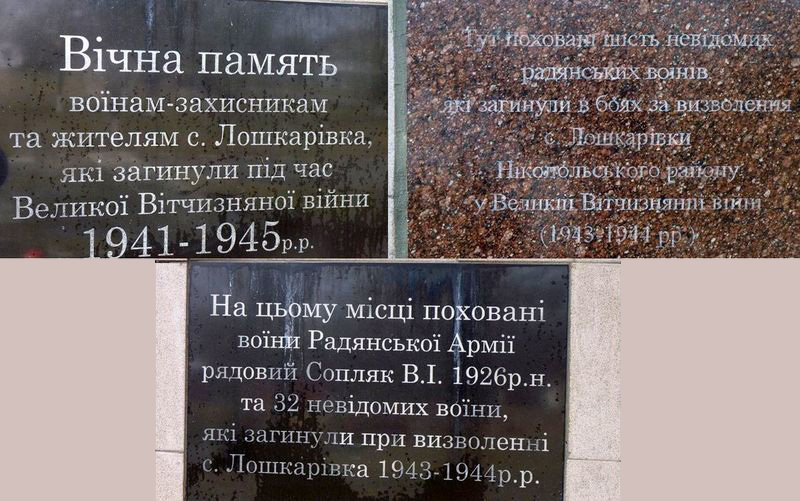 Вічна память
воїнам-захисникам
та жителям с. Лошкарівка,
які загинули під час
Великої Вітчизняної війни
1941-1945р.р.
Тут поховані шість невідомих
радянських воїнів
які загинули в боях за визволення
с. Лошкарівки
Нікопольського району
у Великій Вітчизняній війні
(1943-1944 рр.)
На цьому місці поховані
воїни Радянської Армії
рядовий Сопляк В.І. 1926р.н.
та 32 невідомих воїни,
які загинули при визволенні
с. Лошкарівка 1943-1944р.р.